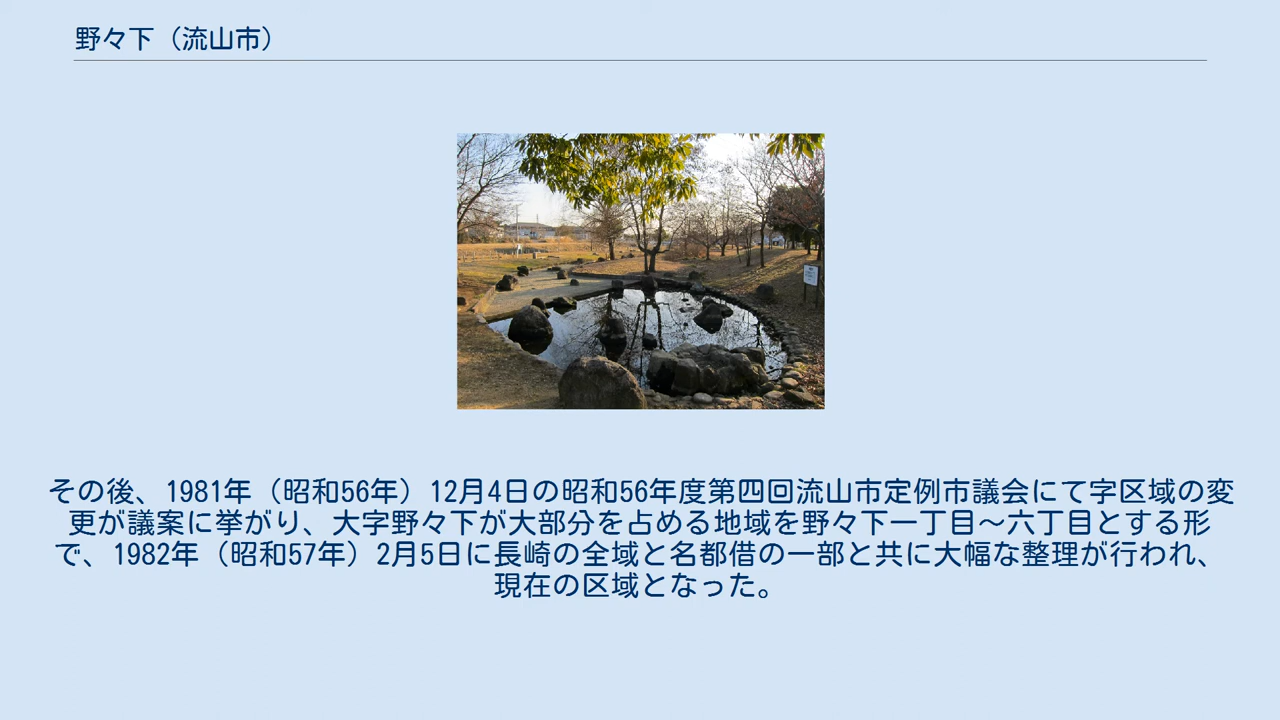 野々下（流山市）
その後、1981年（昭和56年）12月4日の昭和56年度第四回流山市定例市議会にて字区域の変
更が議案に挙がり、大字野々下が大部分を占める地域を野々下一丁目〜六丁目とする形
で、1982年（昭和57年）2月5日に長崎の全域と名都借の一部と共に大幅な整理が行われ、
現在の区域となった。